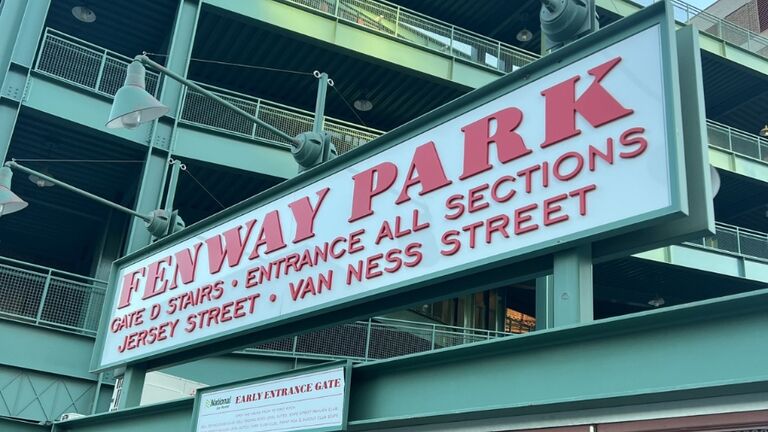 FENWAY PARK
GATE D STAIRS • ENTRANCE ALL SECTIONS
JERSEY STREET • VAN NESS STREET
National
EARLY ENTRANCE GATE